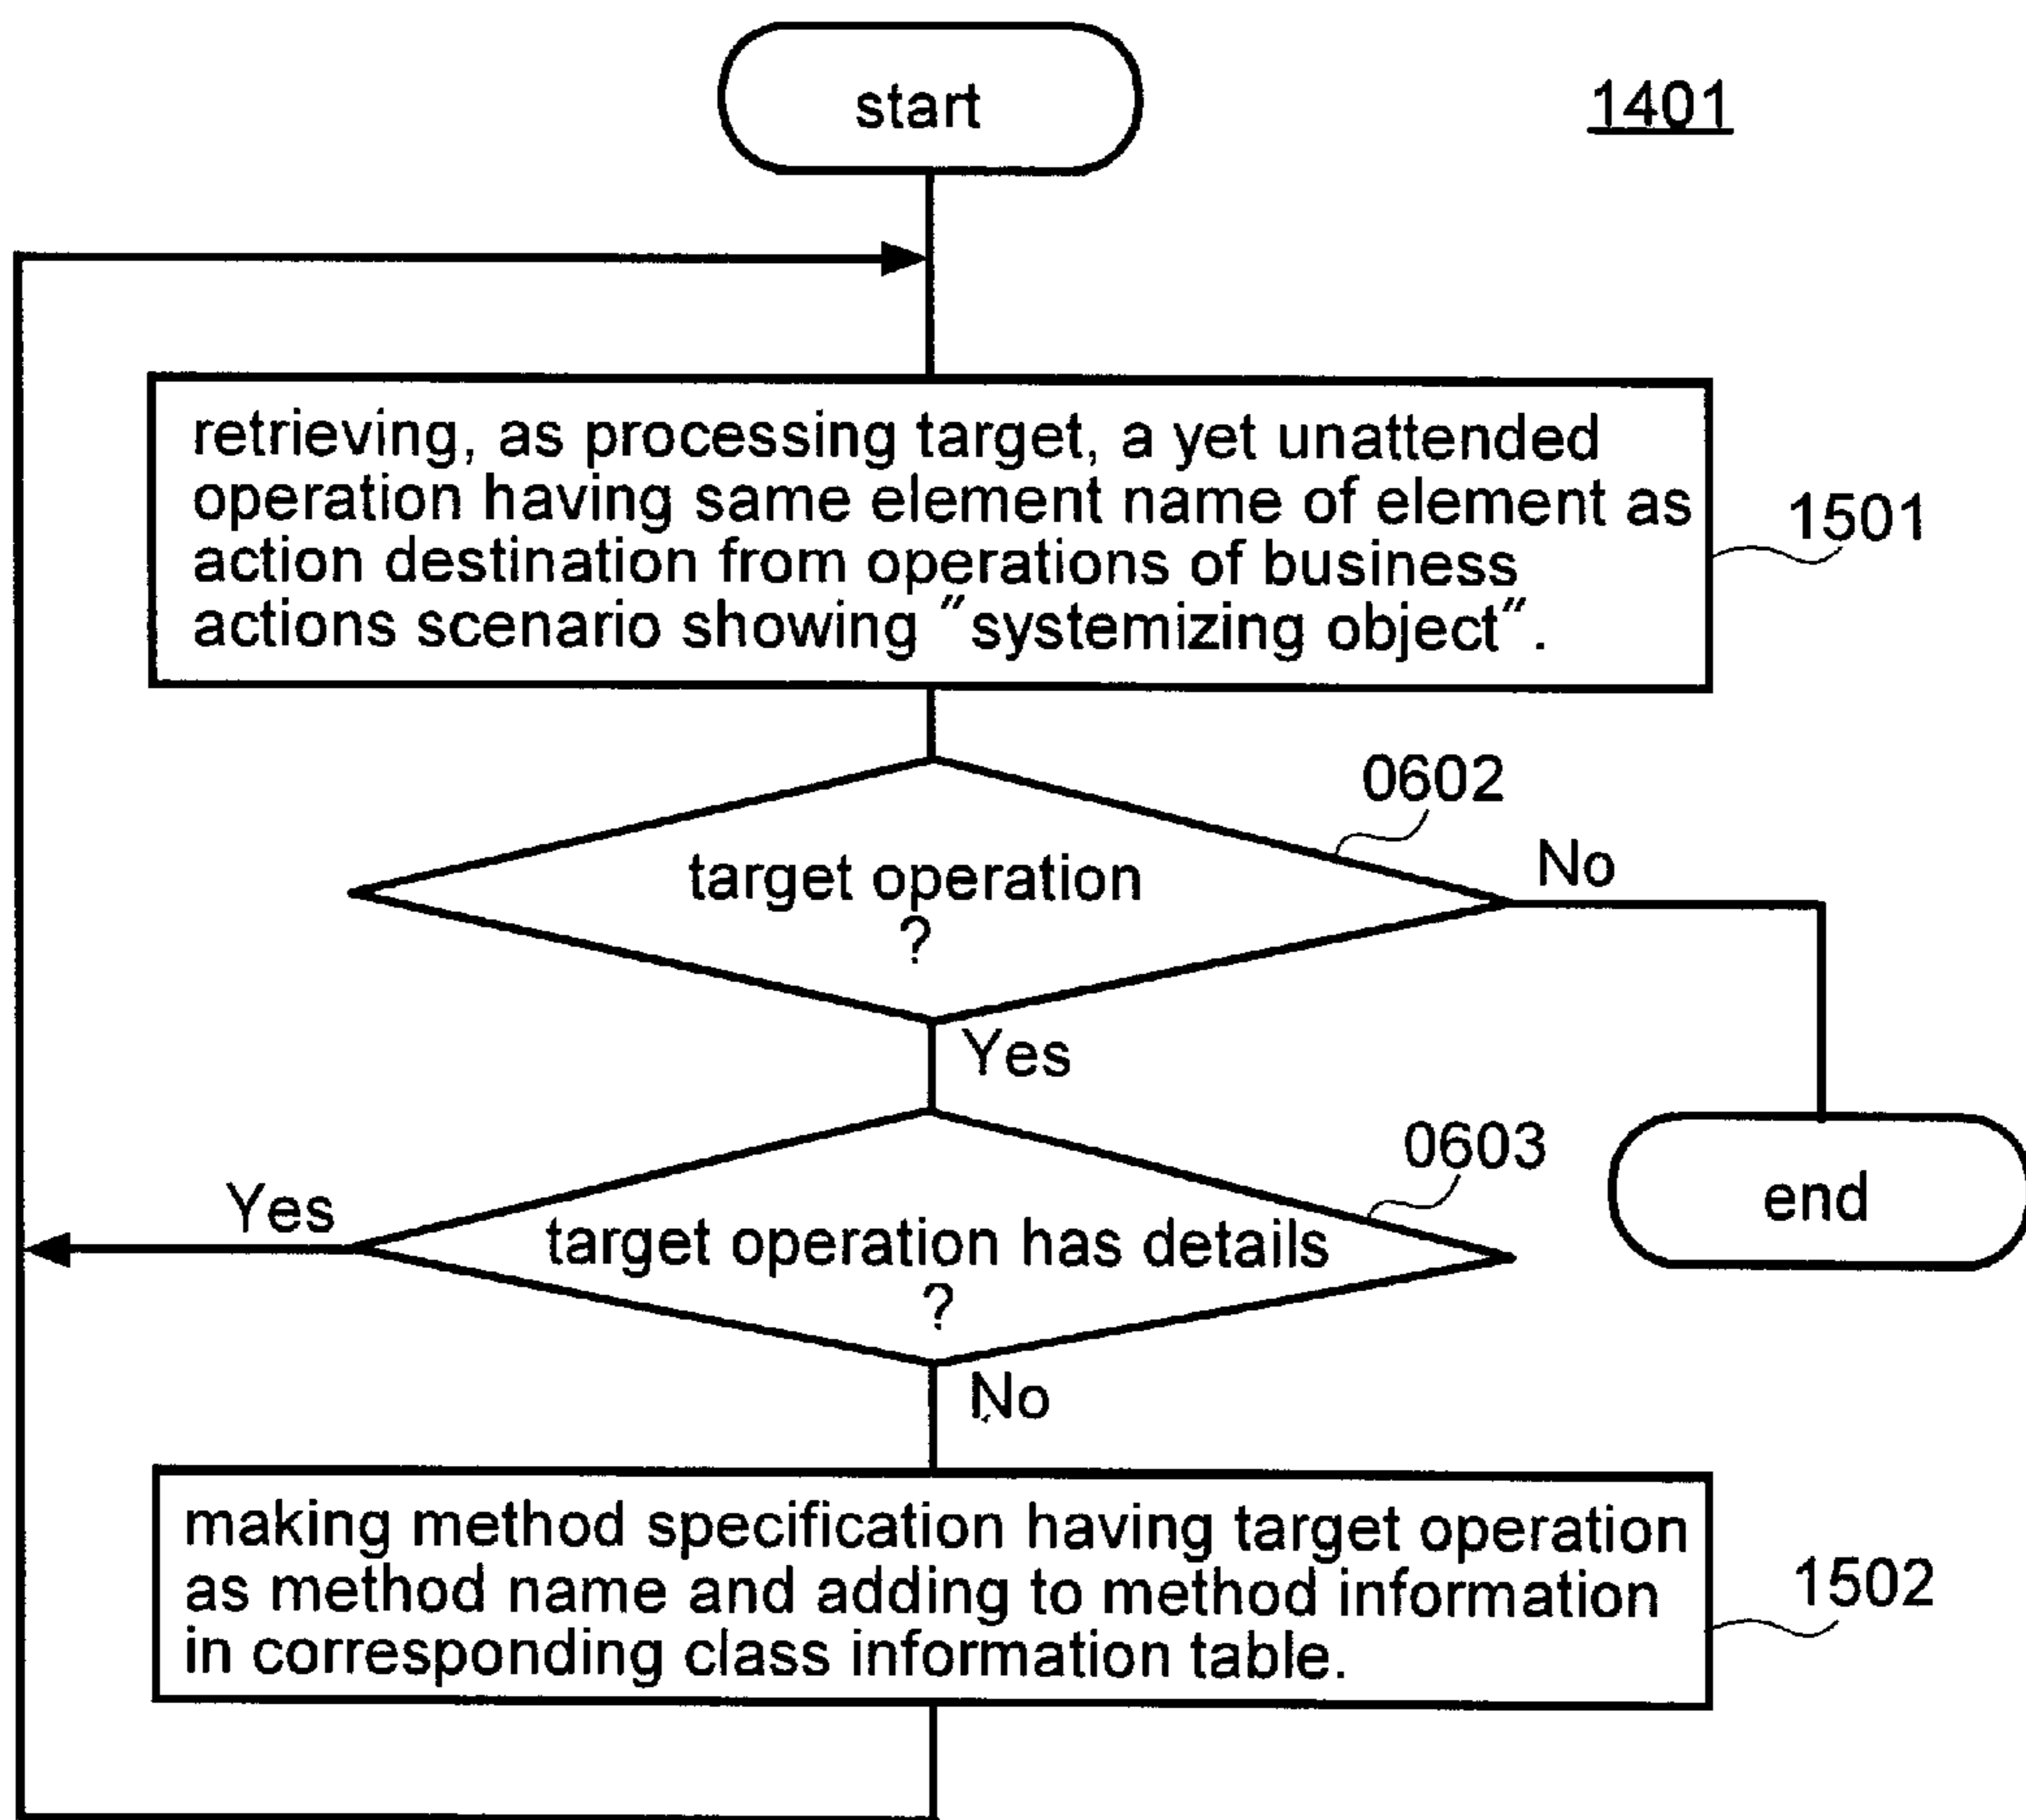 start
1401
retrieving, as processing target, a yet unattended
operation having same element name of element as
action destination from operations of business
actions scenario showing "systemizing object".
1501
0602
target operation
?
No
Yes
0603
Yes
target operation has details
?
end
No
making method specification having target operation
as method name and adding to method information
in corresponding class information table.
1502